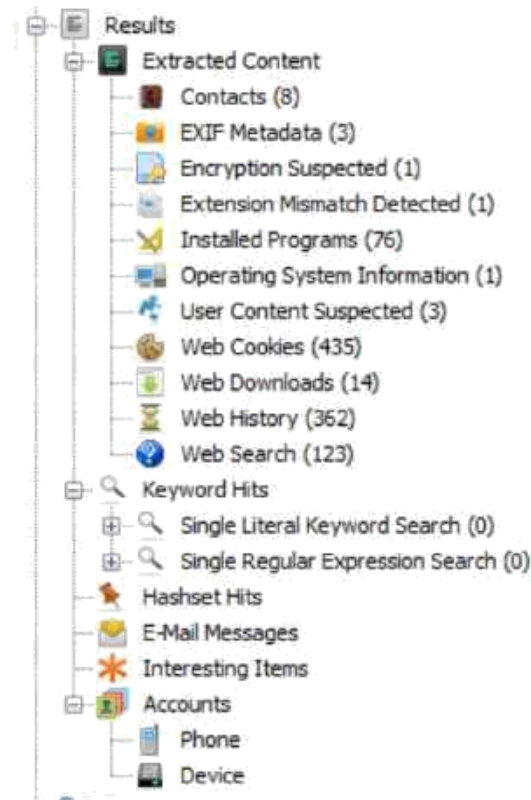 Results
Extracted Content
Contacts (8)
EXIF Metadata (3)
Encryption Suspected (1)
Extension Mismatch Detected (1)
Installed Programs (76)
Operating System Information (1)
User Content Suspected (3)
Web Cookies (435)
Web Downloads (14)
Web History (362)
Web Search (123)
Keyword Hits
Single Literal Keyword Search (0)
Single Regular Expression Search (0)
Hashset Hits
E-Mail Messages
Interesting Items
Accounts
Phone
Device